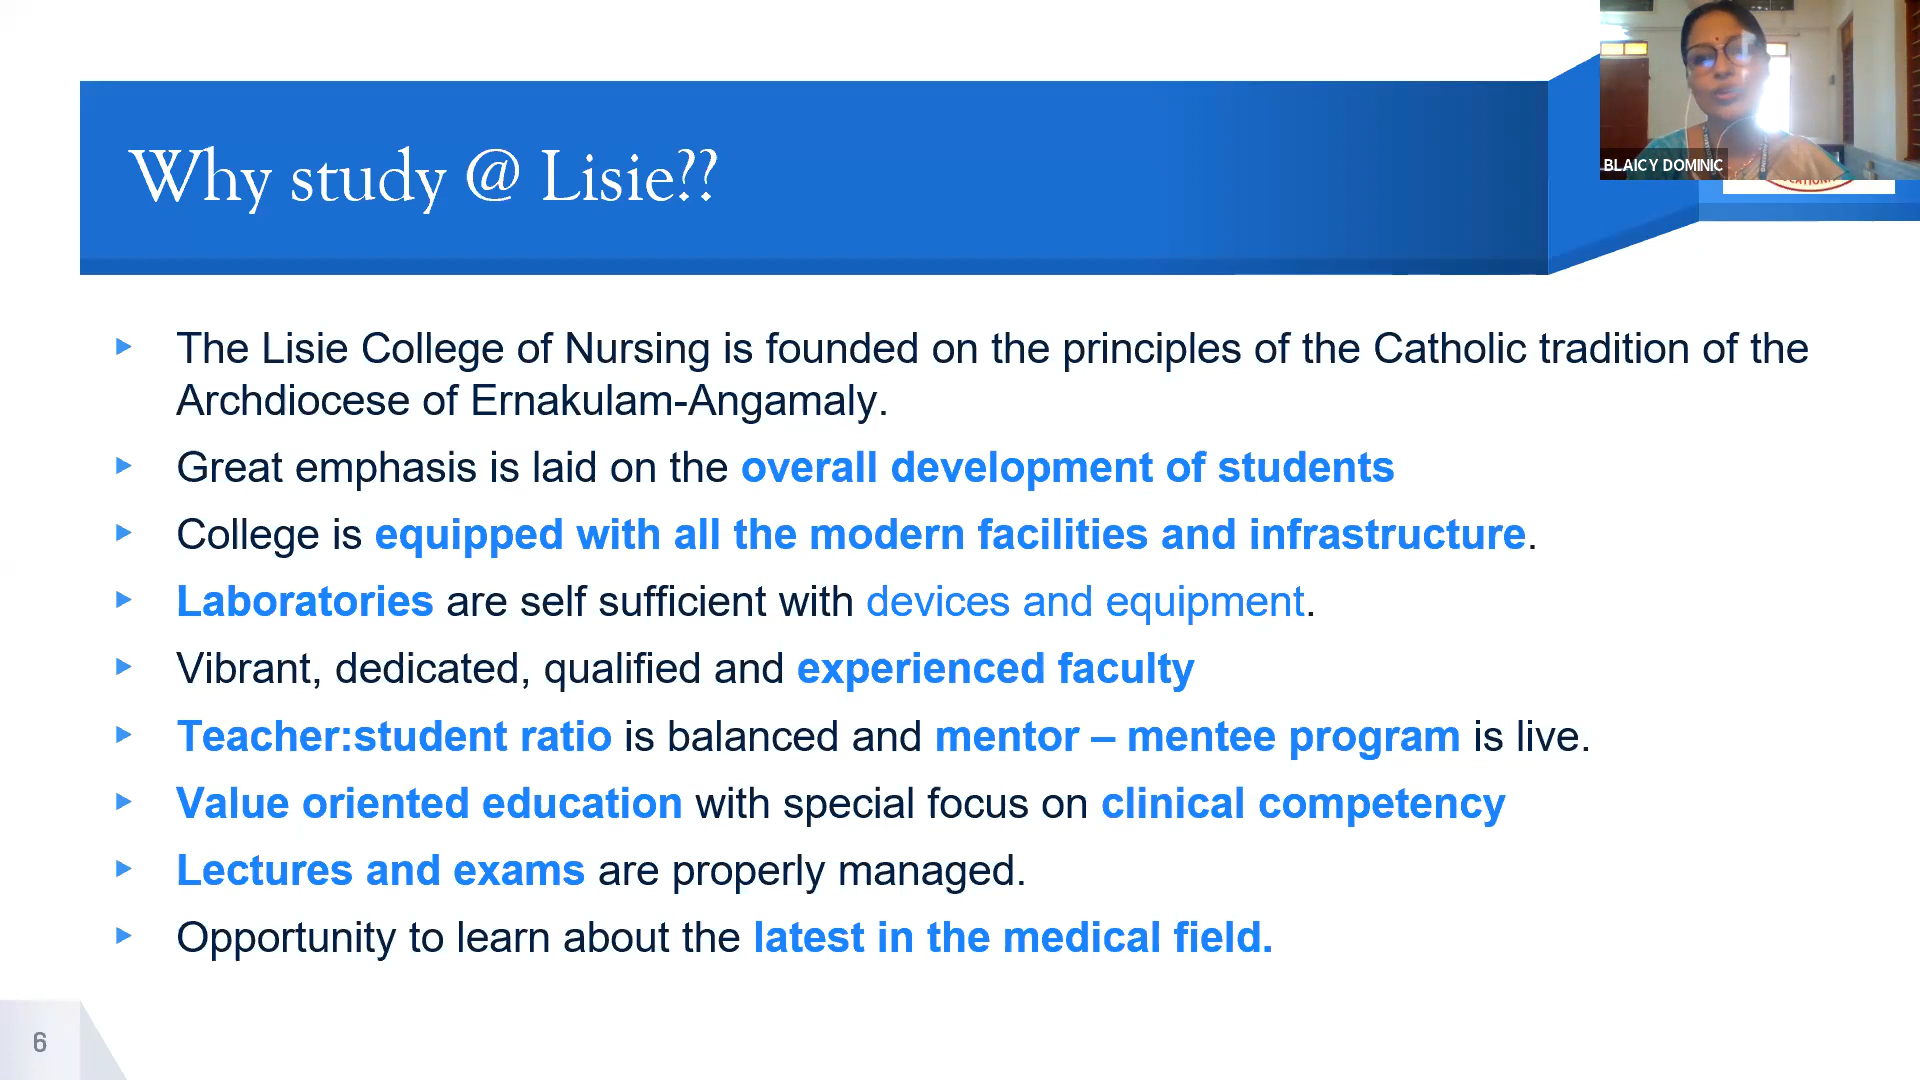 Why study @ Lisie??
BLAICY DOMINIC
The Lisie College of Nursing is founded on the principles of the Catholic tradition of the
Archdiocese of Ernakulam-Angamaly.
Great emphasis is laid on the overall development of students
College is equipped with all the modern facilities and infrastructure.
Laboratories are self sufficient with devices and equipment.
Vibrant, dedicated, qualified and experienced faculty
Teacher:student ratio is balanced and mentor – mentee program is live.
Value oriented education with special focus on clinical competency
Lectures and exams are properly managed.
Opportunity to learn about the latest in the medical field.
6